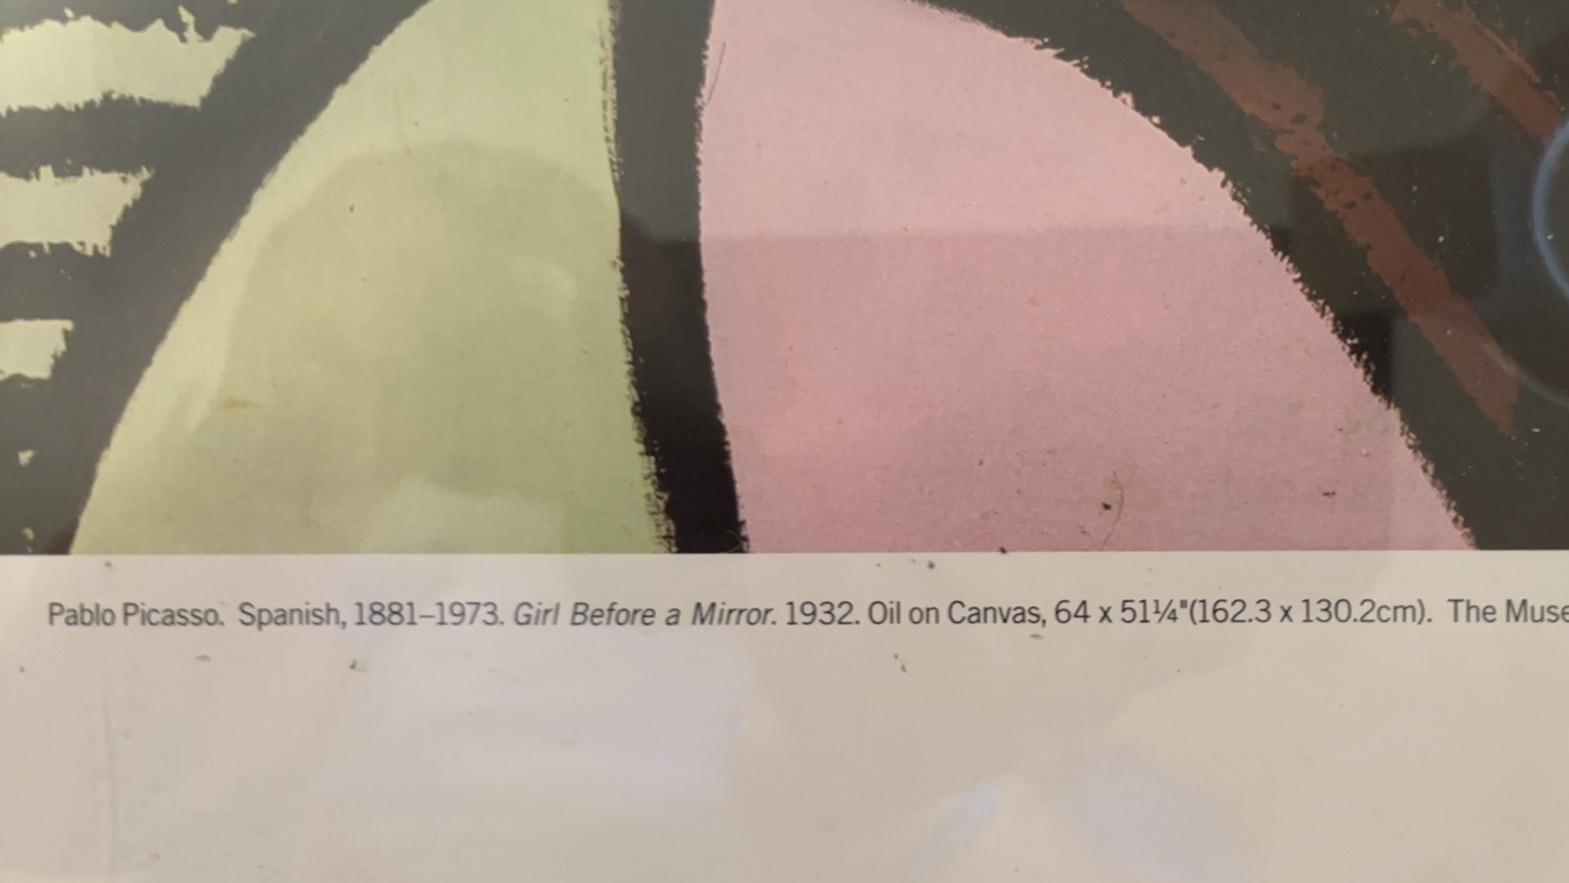 Pablo Picasso. Spanish, 1881–1973. Girl Before a Mirror. 1932. Oil on Canvas, 64 x 51¼"(162.3 x 130.2cm). The Muse